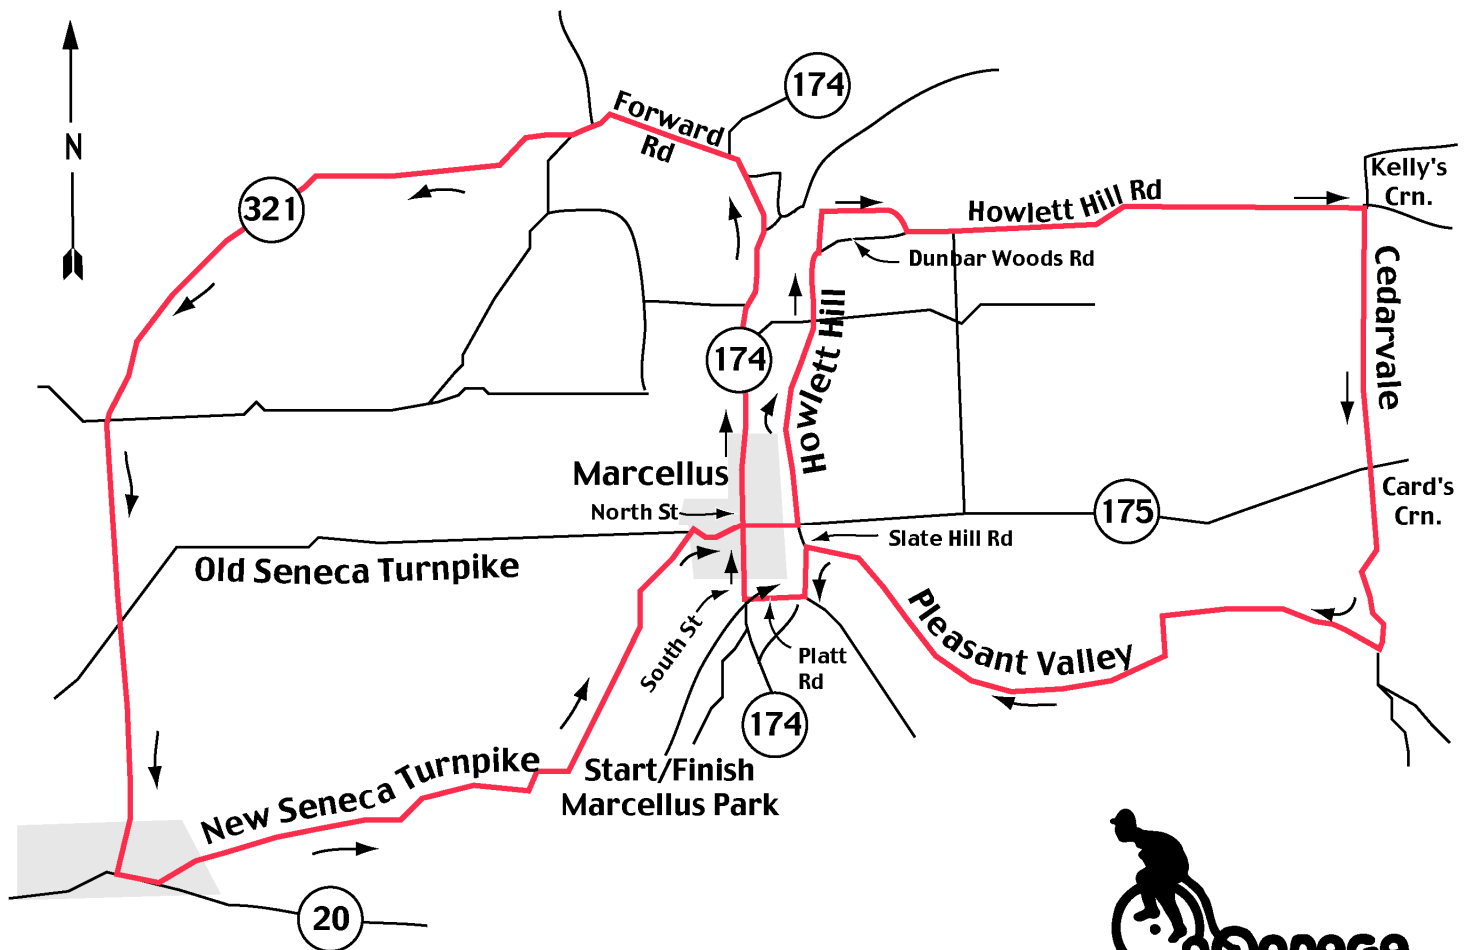 174
Forward
Rd
N
Kelly's
Crn.
321
Howlett Hill Rd
Dunbar Woods Rd
Cedarvale
174
Howlett Hill
Marcellus
North St
175
Card's
Crn.
Slate Hill Rd
Old Seneca Turnpike
Pleasant Valley
South St
Platt
Rd
174
New Seneca Turnpike
Start/Finish
Marcellus Park
20